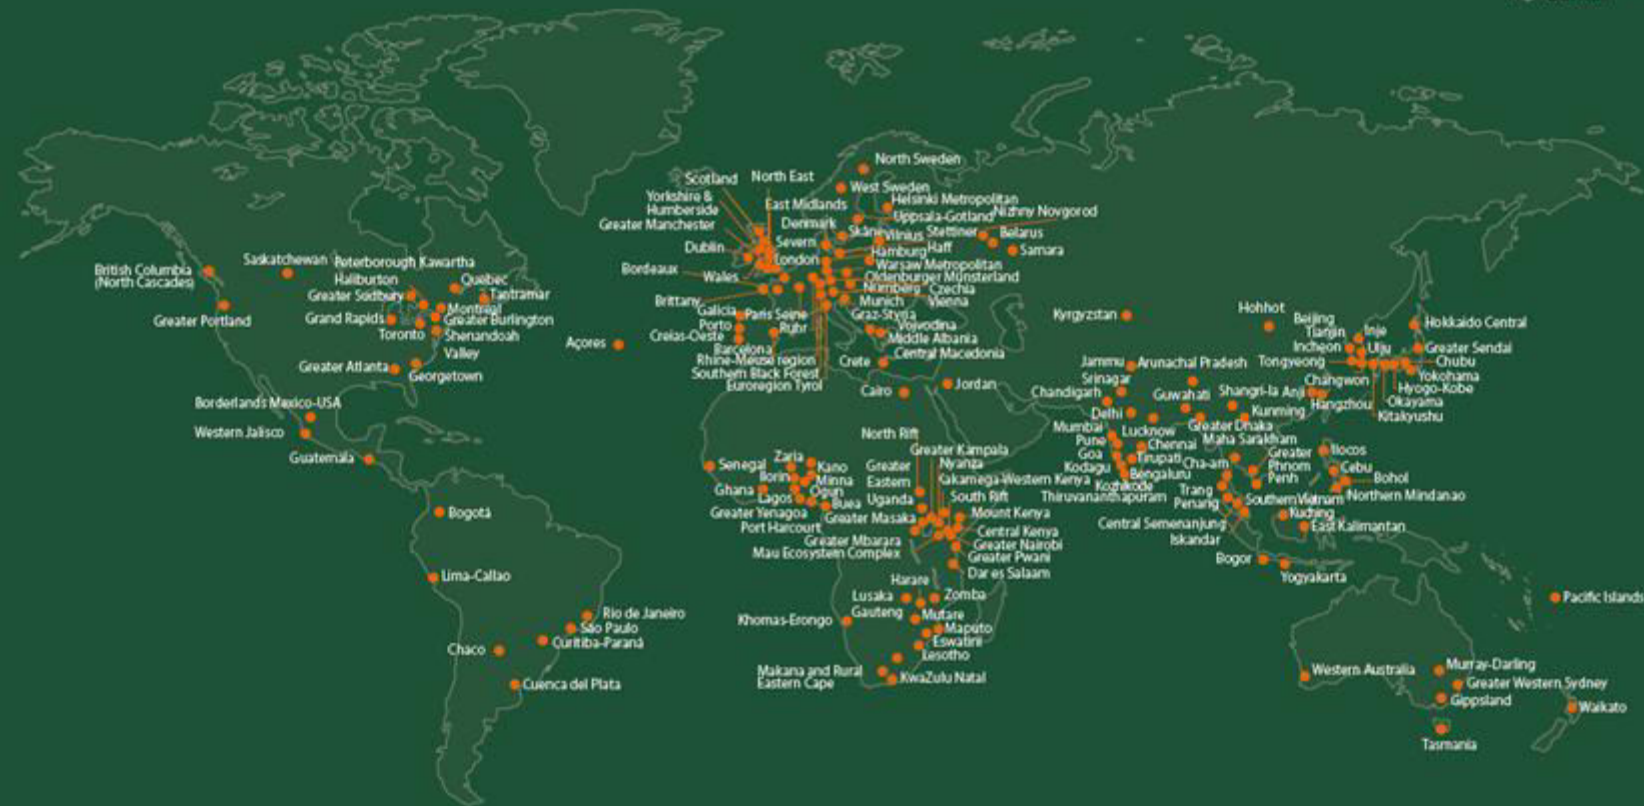 North Sweden
Scotland
North East
West Sweden
Yorkshire &
Humberside
East Midlands
Helsinki Metropolitan
Uppsala-Gotland
Nizhny Novgorod
Greater Manchester
Denmark
Skåne
Vilnius
Stettiner
Haff
Belarus
Samara
Dublin
Severn
Hamburg
London
Warsaw Metropolitan
Bordeaux
Wales
Oldenburger Münsterland
Nürnberg
Czechia
Brittany
Munich
Vienna
Galicia
Paris Seine
Graz-Styria
Porto
Ruhr
Vojvodina
Creias-Oeste
Middle Albania
Barcelona
Central Macedonia
Rhine-Meuse region
Crete
Southern Black Forest
Euroregion Tyrol
Açores
Cairo
Jordan
British Columbia
(North Cascades)
Saskatchewan
Peterborough Kawartha
Haliburton
Quebec
Greater Sudbury
Tantramar
Montreal
Greater Portland
Grand Rapids
Greater Burlington
Toronto
Shenandoah
Valley
Greater Atlanta
Georgetown
Borderlands Mexico-USA
Western Jalisco
Guatemala
Bogotá
Lima-Callao
Rio de Janeiro
São Paulo
Curitiba-Paraná
Chaco
Cuenca del Plata
North Rift
Greater Kampala
Senegal
Zaria
Kano
Greater
Eastern
Uganda
Nyanza
Kakamega-Western Kenya
Ilorin
Minna
Ghana
Lagos
Ogun
South Rift
Greater Yenagoa
Buea
Port Harcourt
Greater Masaka
Mount Kenya
Greater Mbarara
Central Kenya
Mau Ecosystem Complex
Greater Nairobi
Greater Pwani
Dar es Salaam
Harare
Lusaka
Zomba
Gauteng
Mutare
Khomas-Erongo
Maputo
Eswatini
Lesotho
Makana and Rural
Eastern Cape
KwaZulu Natal
Kyrgyzstan
Hohhot
Beijing
Tianjin
Inje
Hokkaido Central
Incheon
Ulju
Greater Sendai
Tongyeong
Chubu
Changwon
Yokohama
Hyogo-Kobe
Okayama
Kitakyushu
Jammu
Arunachal Pradesh
Srinagar
Chandigarh
Guwahati
Shangri-la
Anji
Hangzhou
Delhi
Kunming
Mumbai
Lucknow
Greater Dhaka
Pune
Chennai
Maha Sarakham
Goa
Tirupati
Cha-am
Greater
Phnom
Penh
Ilocos
Kodagu
Bengaluru
Cebu
Kozhikode
Bohol
Thiruvananthapuram
Trang
Southern Vietnam
Northern Mindanao
Penang
Kuching
Central Semenanjung
East Kalimantan
Iskandar
Bogor
Yogyakarta
Pacific Islands
Western Australia
Murray-Darling
Greater Western Sydney
Gippsland
Waikato
Tasmania